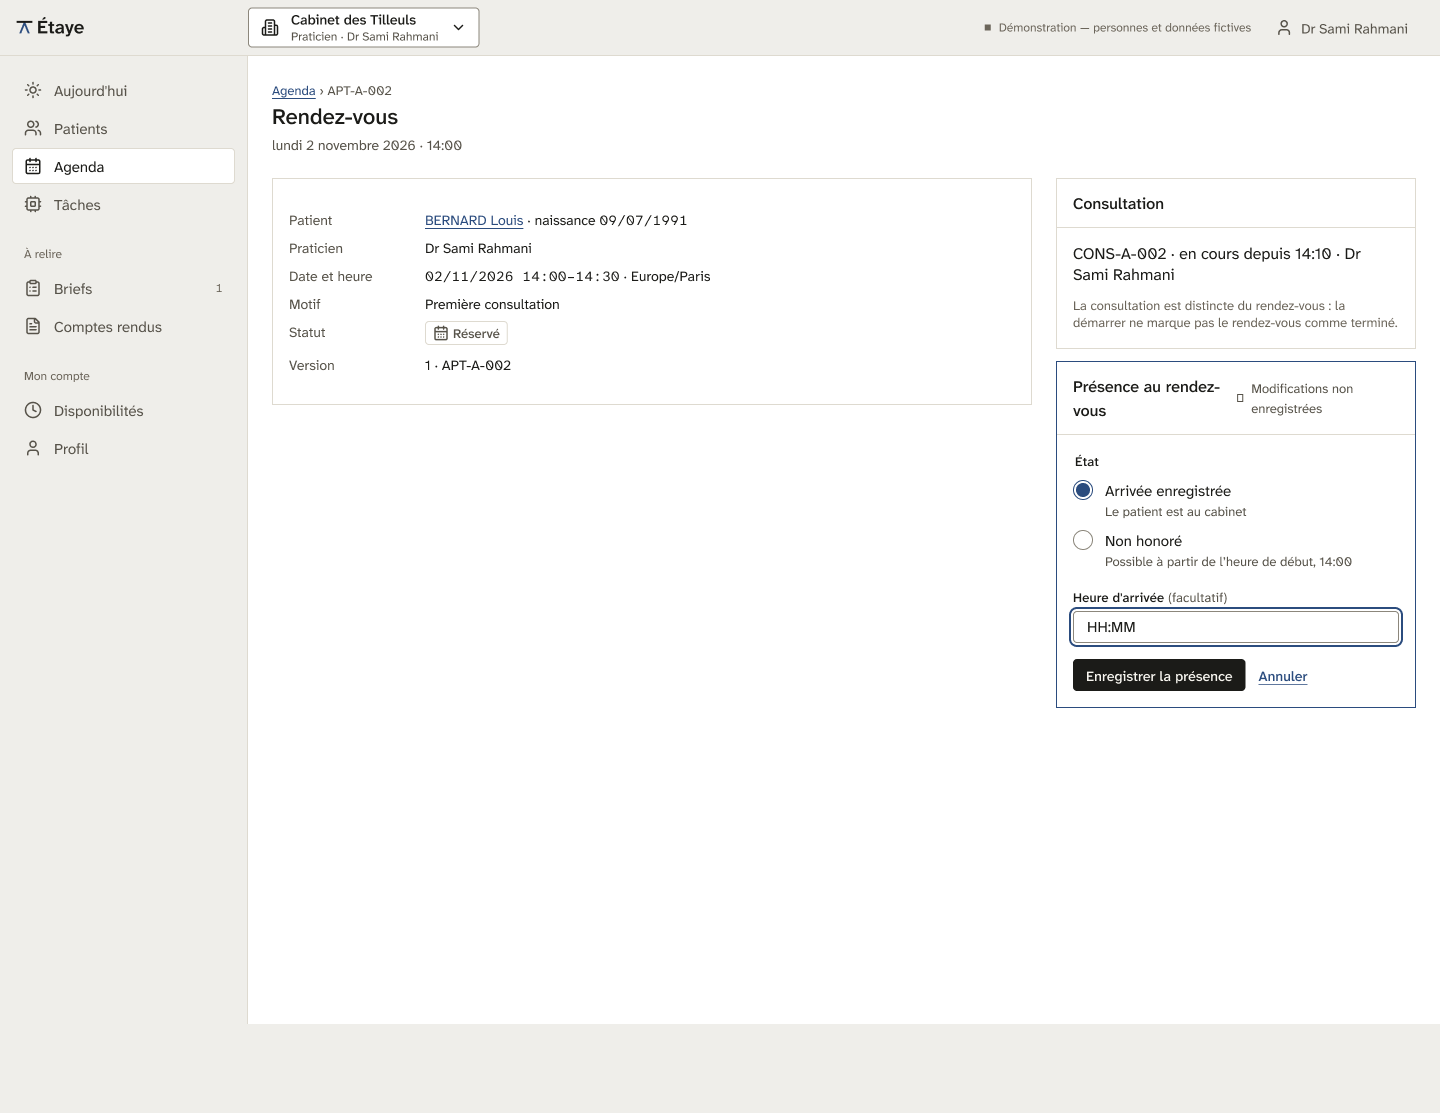 Étaye
Cabinet des Tilleuls
Praticien · Dr Sami Rahmani
Démonstration — personnes et données fictives
Dr Sami Rahmani
Aujourd'hui
Patients
Agenda
Tâches
À relire
Briefs 1
Comptes rendus
Mon compte
Disponibilités
Profil
Agenda › APT-A-002
Rendez-vous
lundi 2 novembre 2026 · 14:00
Patient BERNARD Louis · naissance 09/07/1991
Praticien Dr Sami Rahmani
Date et heure 02/11/2026 14:00–14:30 · Europe/Paris
Motif Première consultation
Statut Réservé
Version 1 · APT-A-002
Consultation
CONS-A-002 · en cours depuis 14:10 · Dr
Sami Rahmani
La consultation est distincte du rendez-vous : la
démarrer ne marque pas le rendez-vous comme terminé.
Présence au rendez-
vous
Modifications non
enregistrées
État
Arrivée enregistrée
Le patient est au cabinet
Non honoré
Possible à partir de l'heure de début, 14:00
Heure d'arrivée (facultatif)
HH:MM
Enregistrer la présence Annuler